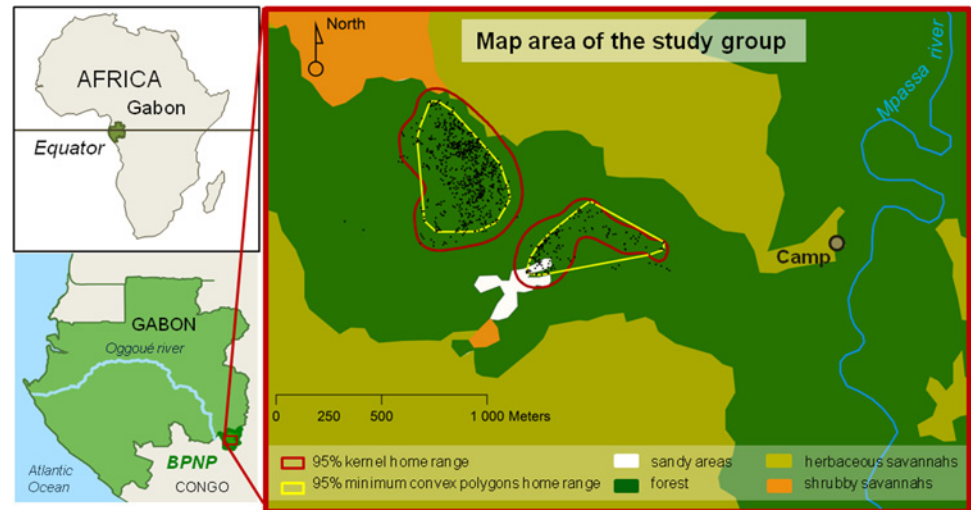 AFRICA
Gabon
Equator
GABON
Oggoué river
BPNP
Atlantic
Ocean
CONGO
North
Map area of the study group
Mpassa river
Camp
0 250 500 1 000 Meters
95% kernel home range
95% minimum convex polygons home range
sandy areas
forest
herbaceous savannahs
shrubby savannahs